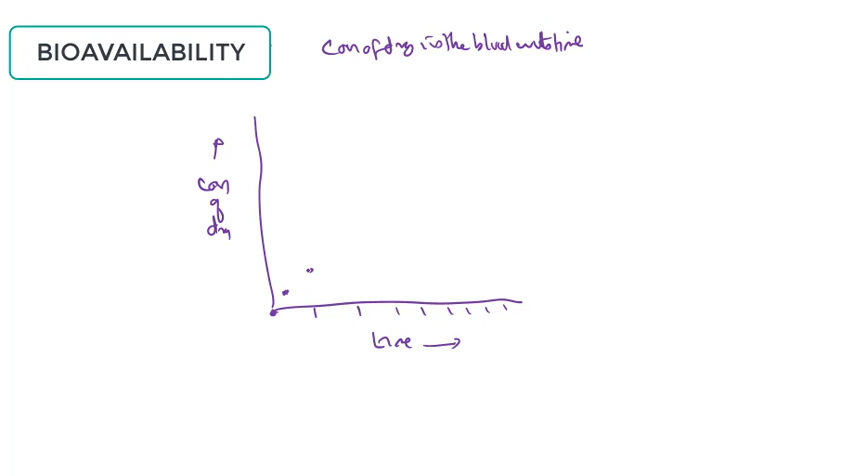 BIOAVAILABILITY
Con of drug in the blood with time
P
Con
of
drug
time